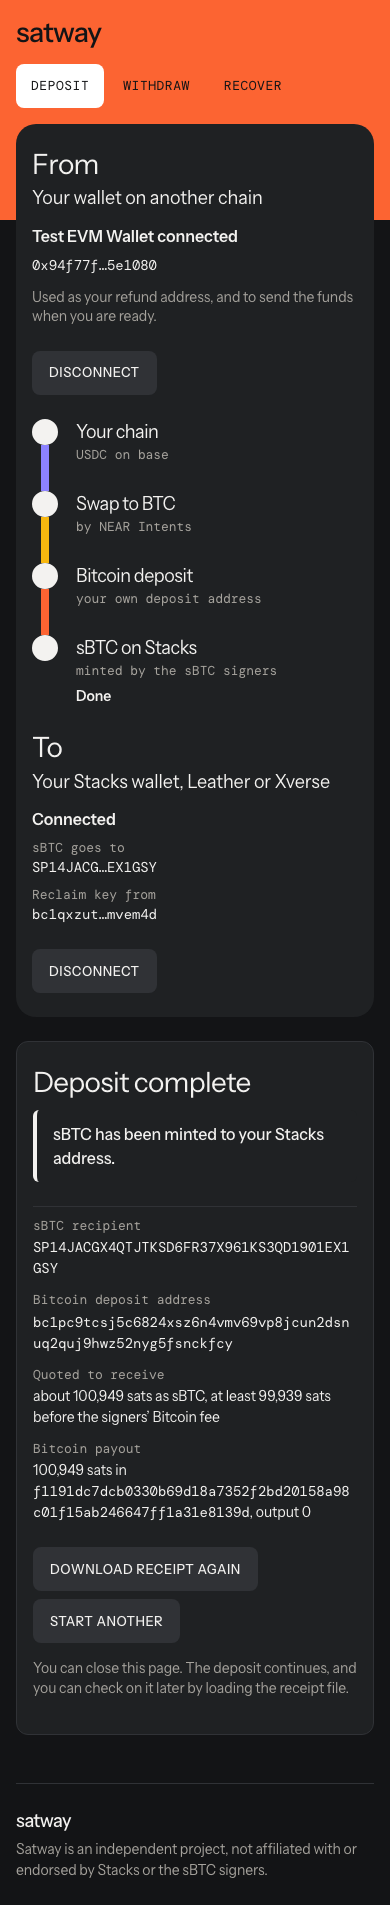 satway
DEPOSIT WITHDRAW RECOVER
From
Your wallet on another chain
Test EVM Wallet connected
0x94f77f…5e1080
Used as your refund address, and to send the funds
when you are ready.
DISCONNECT
Your chain
USDC on base
Swap to BTC
by NEAR Intents
Bitcoin deposit
your own deposit address
sBTC on Stacks
minted by the sBTC signers
Done
To
Your Stacks wallet, Leather or Xverse
Connected
sBTC goes to
SP14JACG…EX1GSY
Reclaim key from
bc1qxzut…mvem4d
DISCONNECT
Deposit complete
sBTC has been minted to your Stacks
address.
sBTC recipient
SP14JACGX4QTJTKSD6FR37X961KS3QD1901EX1
GSY
Bitcoin deposit address
bc1pc9tcsj5c6824xsz6n4vmv69vp8jcun2dsn
uq2quj9hwz52nyg5fsnckfcy
Quoted to receive
about 100,949 sats as sBTC, at least 99,939 sats
before the signers’ Bitcoin fee
Bitcoin payout
100,949 sats in
f1191dc7dcb0330b69d18a7352f2bd20158a98
c01f15ab246647ff1a31e8139d, output 0
DOWNLOAD RECEIPT AGAIN
START ANOTHER
You can close this page. The deposit continues, and
you can check on it later by loading the receipt file.
satway
Satway is an independent project, not affiliated with or
endorsed by Stacks or the sBTC signers.